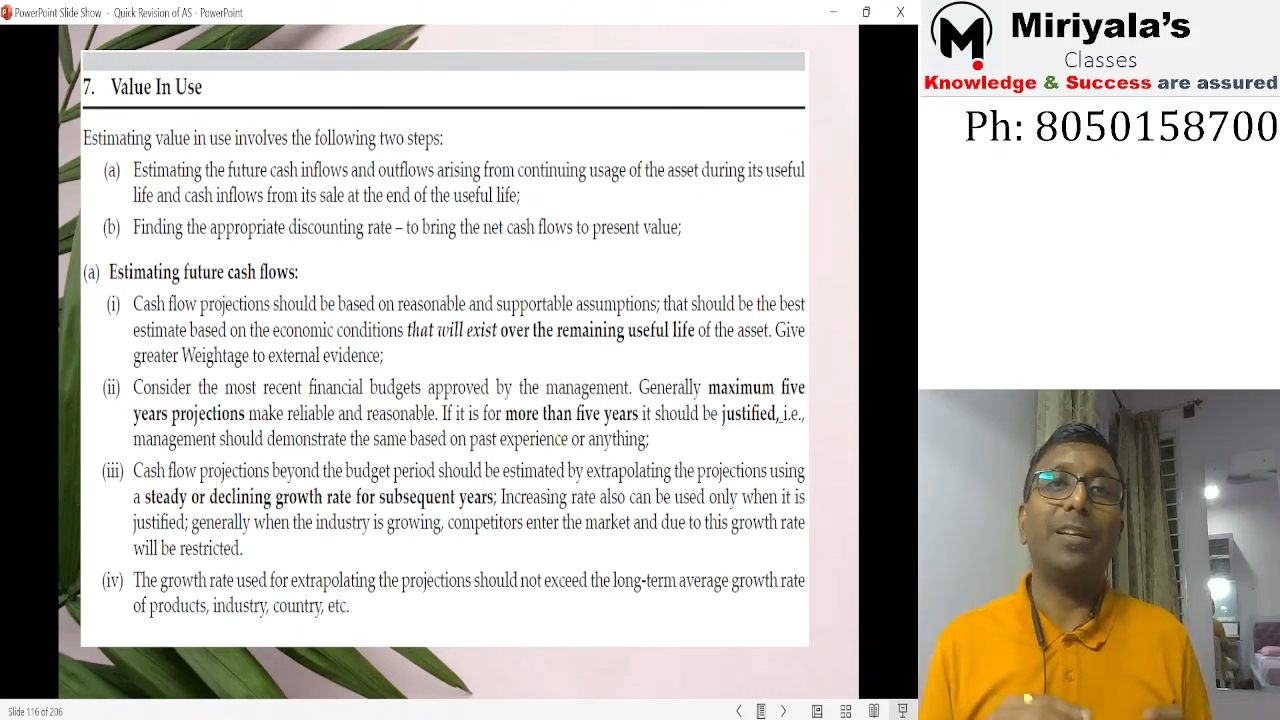 PowerPoint Slide Show - Quick Revision of AS - PowerPoint
Miriyala's
Classes
Knowledge & Success are assured
Ph: 8050158700
7. Value In Use
Estimating value in use involves the following two steps:
(a) Estimating the future cash inflows and outflows arising from continuing usage of the asset during its useful
life and cash inflows from its sale at the end of the useful life;
(b) Finding the appropriate discounting rate – to bring the net cash flows to present value;
(a) Estimating future cash flows:
(i) Cash flow projections should be based on reasonable and supportable assumptions; that should be the best
estimate based on the economic conditions that will exist over the remaining useful life of the asset. Give
greater Weightage to external evidence;
(ii) Consider the most recent financial budgets approved by the management. Generally maximum five
years projections make reliable and reasonable. If it is for more than five years it should be justified, i.e.,
management should demonstrate the same based on past experience or anything;
(iii) Cash flow projections beyond the budget period should be estimated by extrapolating the projections using
a steady or declining growth rate for subsequent years; Increasing rate also can be used only when it is
justified; generally when the industry is growing, competitors enter the market and due to this growth rate
will be restricted.
(iv) The growth rate used for extrapolating the projections should not exceed the long-term average growth rate
of products, industry, country, etc.
Slide 116 of 206